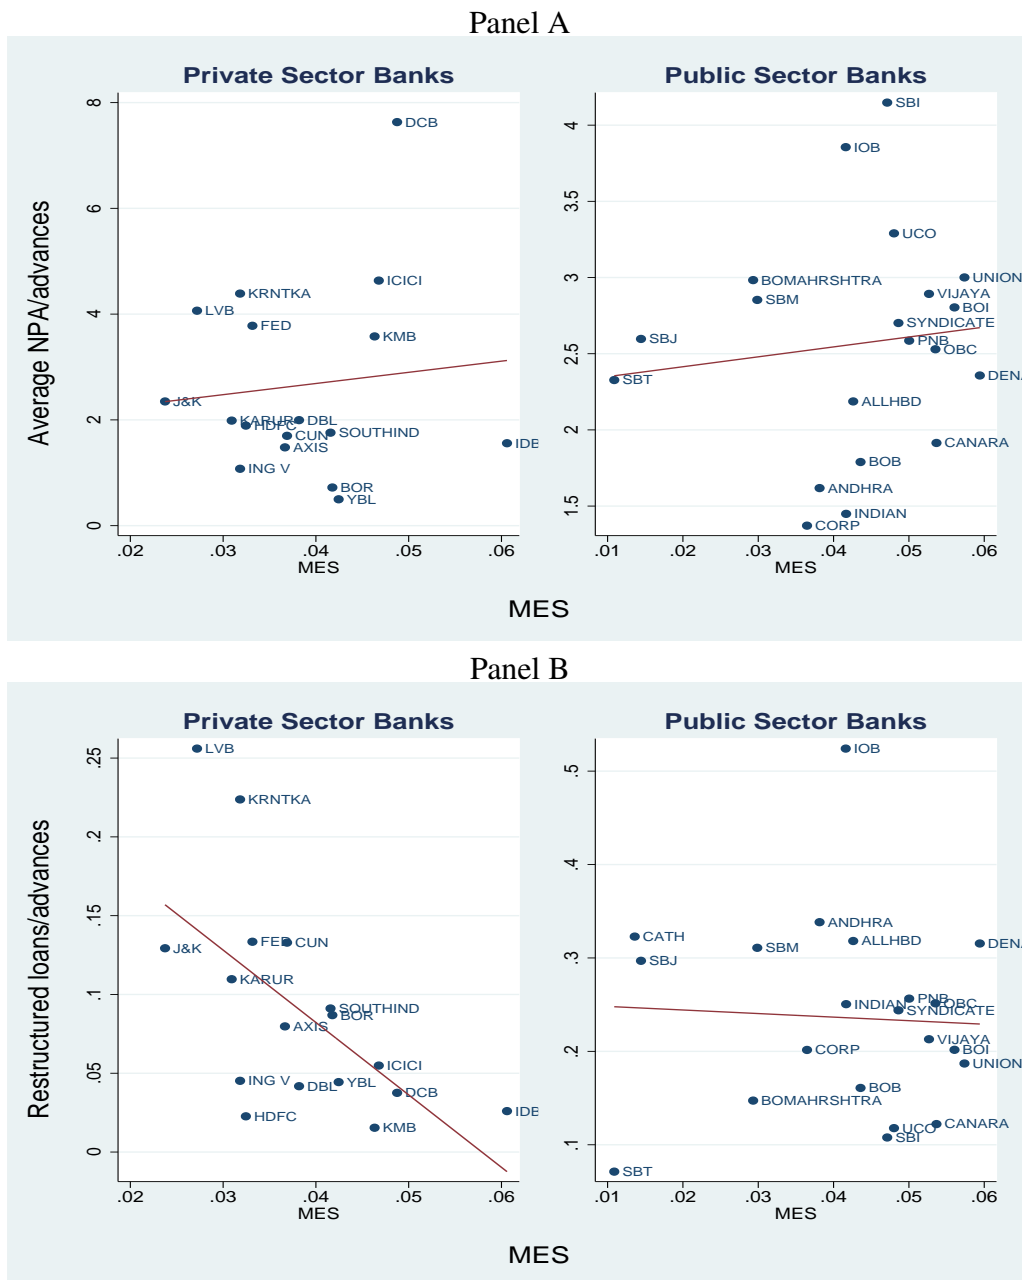 Panel A
Private Sector Banks
Public Sector Banks
Average NPA/advances
8
6
4
2
0
DCB
ICICI
KRNTKA
LVB
FED
KMB
J&K
KARUR
HDFC
DBL
CUN
SOUTHIND
AXIS
IDB
ING V
BOR
YBL
.02 .03 .04 .05 .06
MES
4
3.5
3
2.5
2
1.5
SBI
IOB
UCO
BOMAHRSHTRA
UNION
SBM
VIJAYA
BOI
SYNDICATE
SBJ
PNB
OBC
SBT
DENA
ALLHBD
CANARA
BOB
ANDHRA
INDIAN
CORP
.01 .02 .03 .04 .05 .06
MES
MES
Panel B
Private Sector Banks
Public Sector Banks
Restructured loans/advances
.25
.2
.15
.1
.05
0
LVB
KRNTKA
FED
CUN
J&K
KARUR
SOUTHIND
BOR
AXIS
ICICI
ING V
DBL
YBL
DCB
HDFC
IDB
KMB
.02 .03 .04 .05 .06
MES
.5
.4
.3
.2
.1
IOB
ANDHRA
CATH
ALLHBD
SBM
DENA
SBJ
PNB
INDIAN
OBC
SYNDICATE
VIJAYA
CORP
BOI
UNION
BOB
BOMAHRSHTRA
UCO
CANARA
SBI
SBT
.01 .02 .03 .04 .05 .06
MES
MES